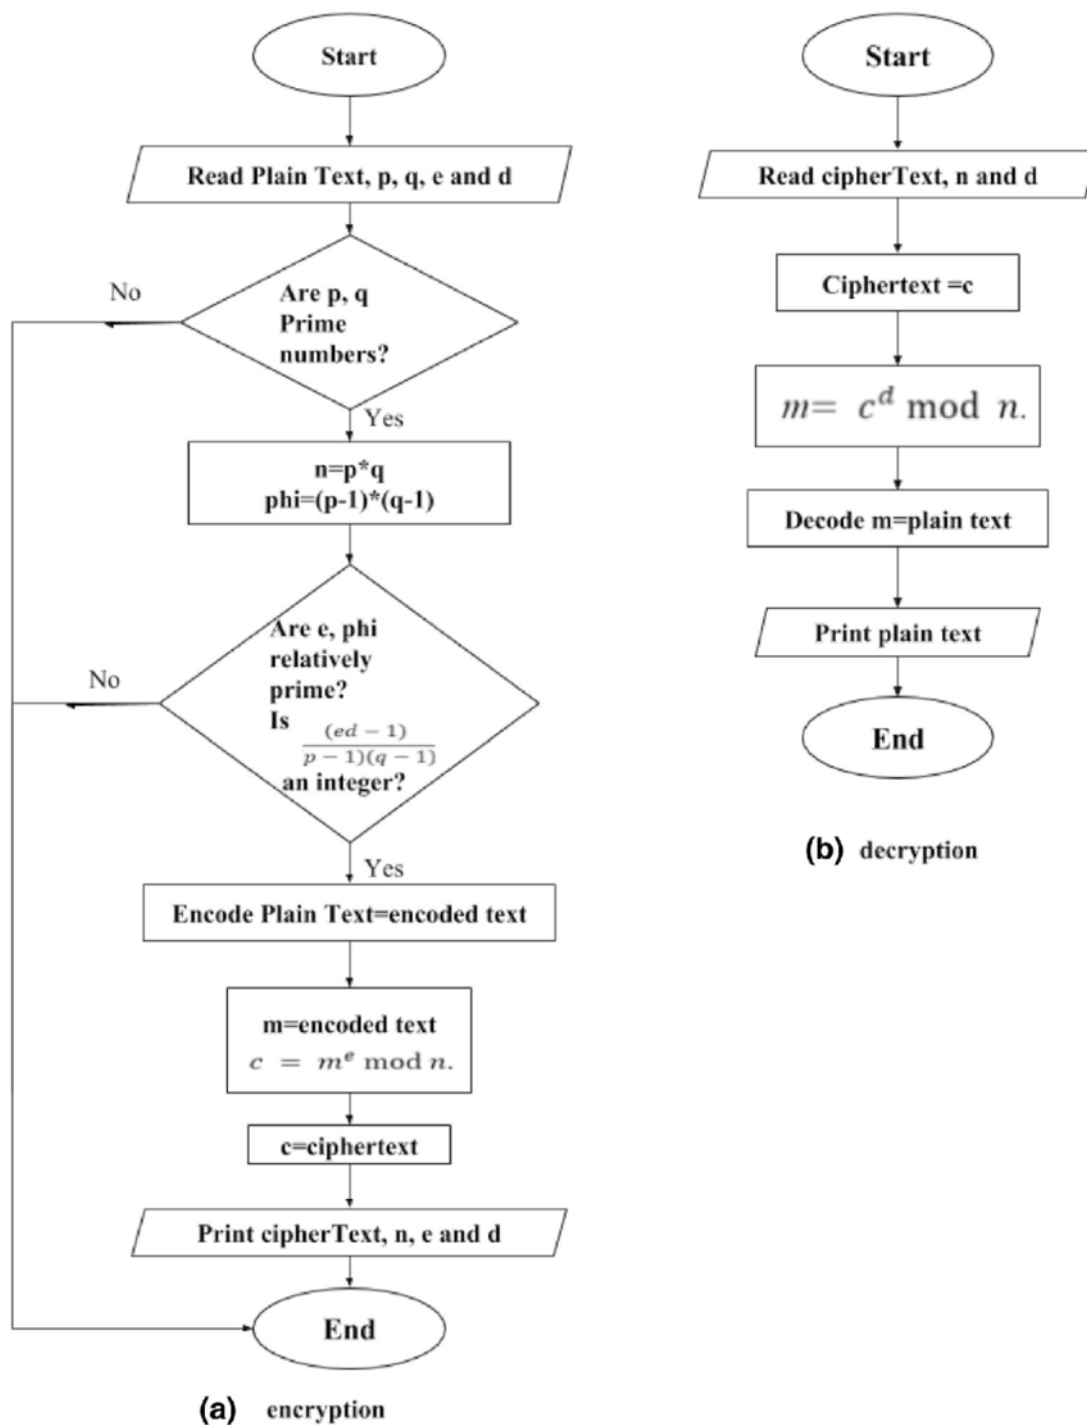 Start
Read Plain Text, p, q, e and d
Are p, q
Prime
numbers?
No
Yes
n=p*q
phi=(p-1)*(q-1)
Are e, phi
relatively
prime?
Is
(ed − 1)
p − 1)(q − 1)
an integer?
No
Yes
Encode Plain Text=encoded text
m=encoded text
c = m^e mod n.
c=ciphertext
Print cipherText, n, e and d
End
(a) encryption
Start
Read cipherText, n and d
Ciphertext =c
m= c^d mod n.
Decode m=plain text
Print plain text
End
(b) decryption